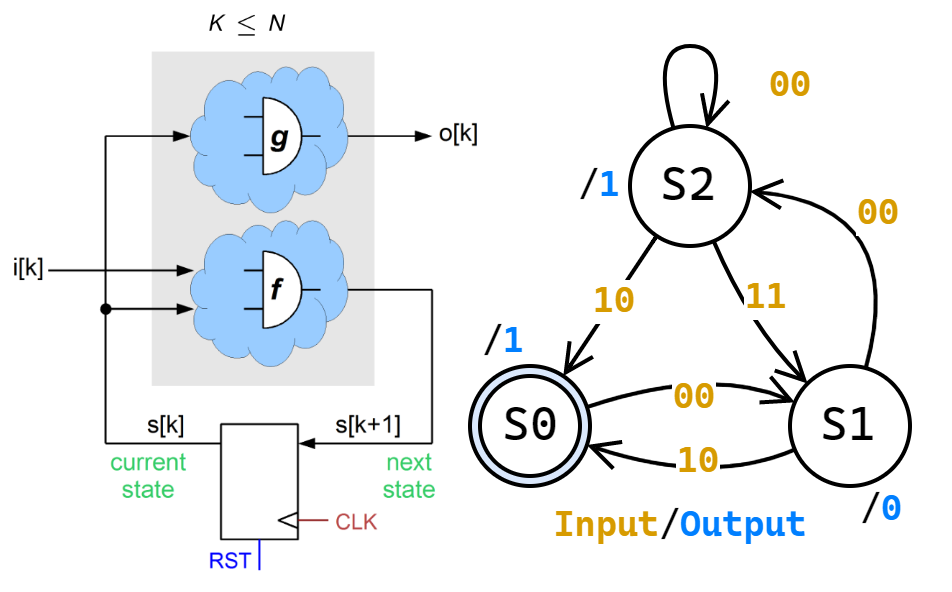 K ≤ N
g
o[k]
i[k]
f
s[k]
s[k+1]
current
state
next
state
CLK
RST
00
S2
/1
00
10
11
/1
S0
00
S1
10
/0
Input/Output